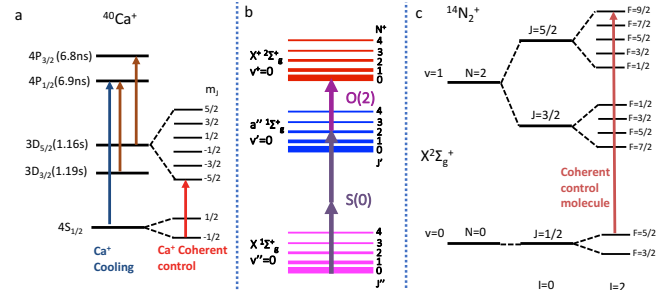 a
⁴⁰Ca⁺
4P₃/₂(6.8ns)
4P₁/₂(6.9ns)
3D₅/₂(1.16s)
3D₃/₂(1.19s)
4S₁/₂
mJ
5/2
3/2
1/2
-1/2
-3/2
-5/2
1/2
-1/2
Ca⁺
Cooling
Ca⁺ Coherent
control
b
N⁺
X⁺ ²Σ⁺g
v⁺=0
4
3
2
1
0
O(2)
a'' ¹Σ⁺g
v'=0
4
3
2
1
0
J'
S(0)
X ¹Σ⁺g
v''=0
4
3
2
1
0
J''
c
¹⁴N₂⁺
J=5/2
F=9/2
F=7/2
F=5/2
F=3/2
F=1/2
v=1
N=2
J=3/2
F=1/2
F=3/2
F=5/2
F=7/2
X²Σg⁺
Coherent
control
molecule
v=0
N=0
J=1/2
F=5/2
F=3/2
I=0
I=2